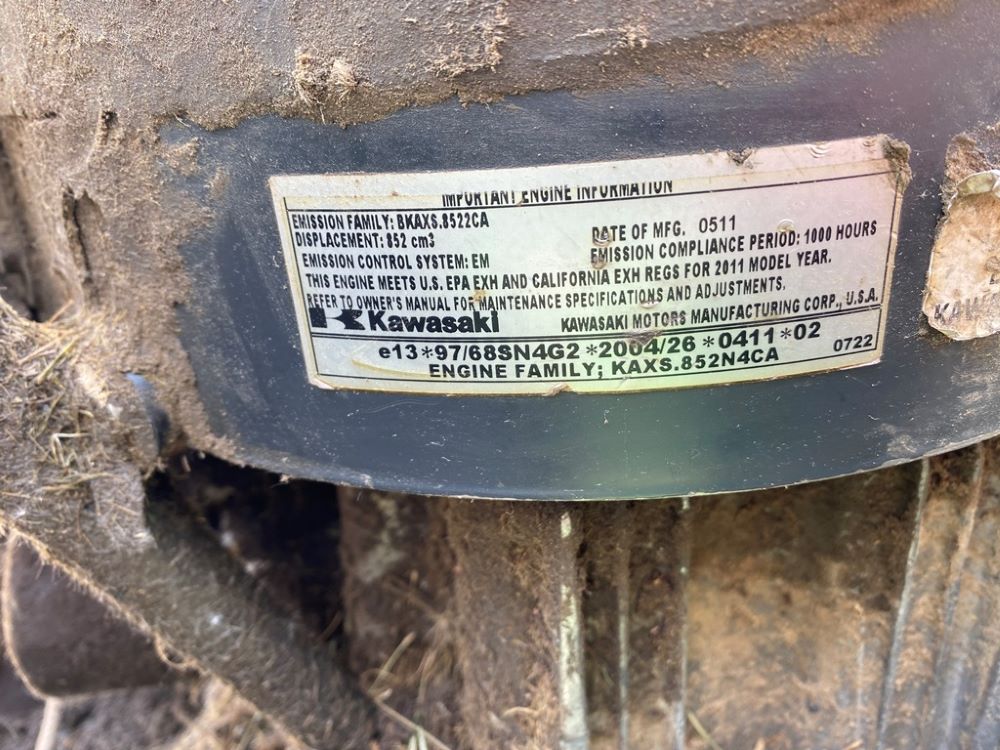 IMPORTANT ENGINE INFORMATION
EMISSION FAMILY: BKAXS.8522CA
DISPLACEMENT: 852 cm³
DATE OF MFG. 0511
EMISSION CONTROL SYSTEM: EM
EMISSION COMPLIANCE PERIOD: 1000 HOURS
THIS ENGINE MEETS U.S. EPA EXH AND CALIFORNIA EXH REGS FOR 2011 MODEL YEAR.
REFER TO OWNER'S MANUAL FOR MAINTENANCE SPECIFICATIONS AND ADJUSTMENTS.
Kawasaki KAWASAKI MOTORS MANUFACTURING CORP., U.S.A.
e13*97/68SN4G2*2004/26*0411*02
ENGINE FAMILY; KAXS.852N4CA 0722